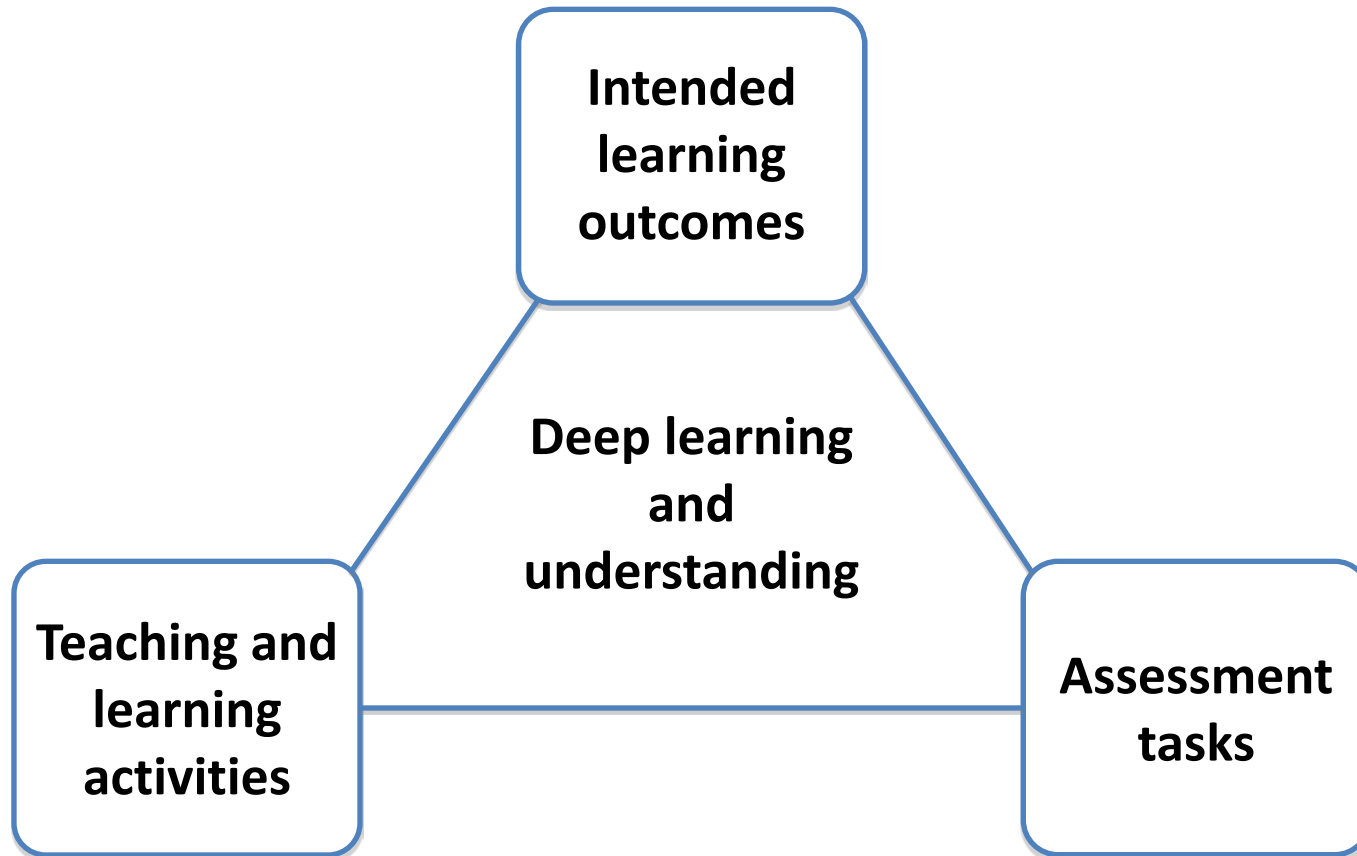 Intended
learning
outcomes
Deep learning
and
understanding
Teaching and
learning
activities
Assessment
tasks